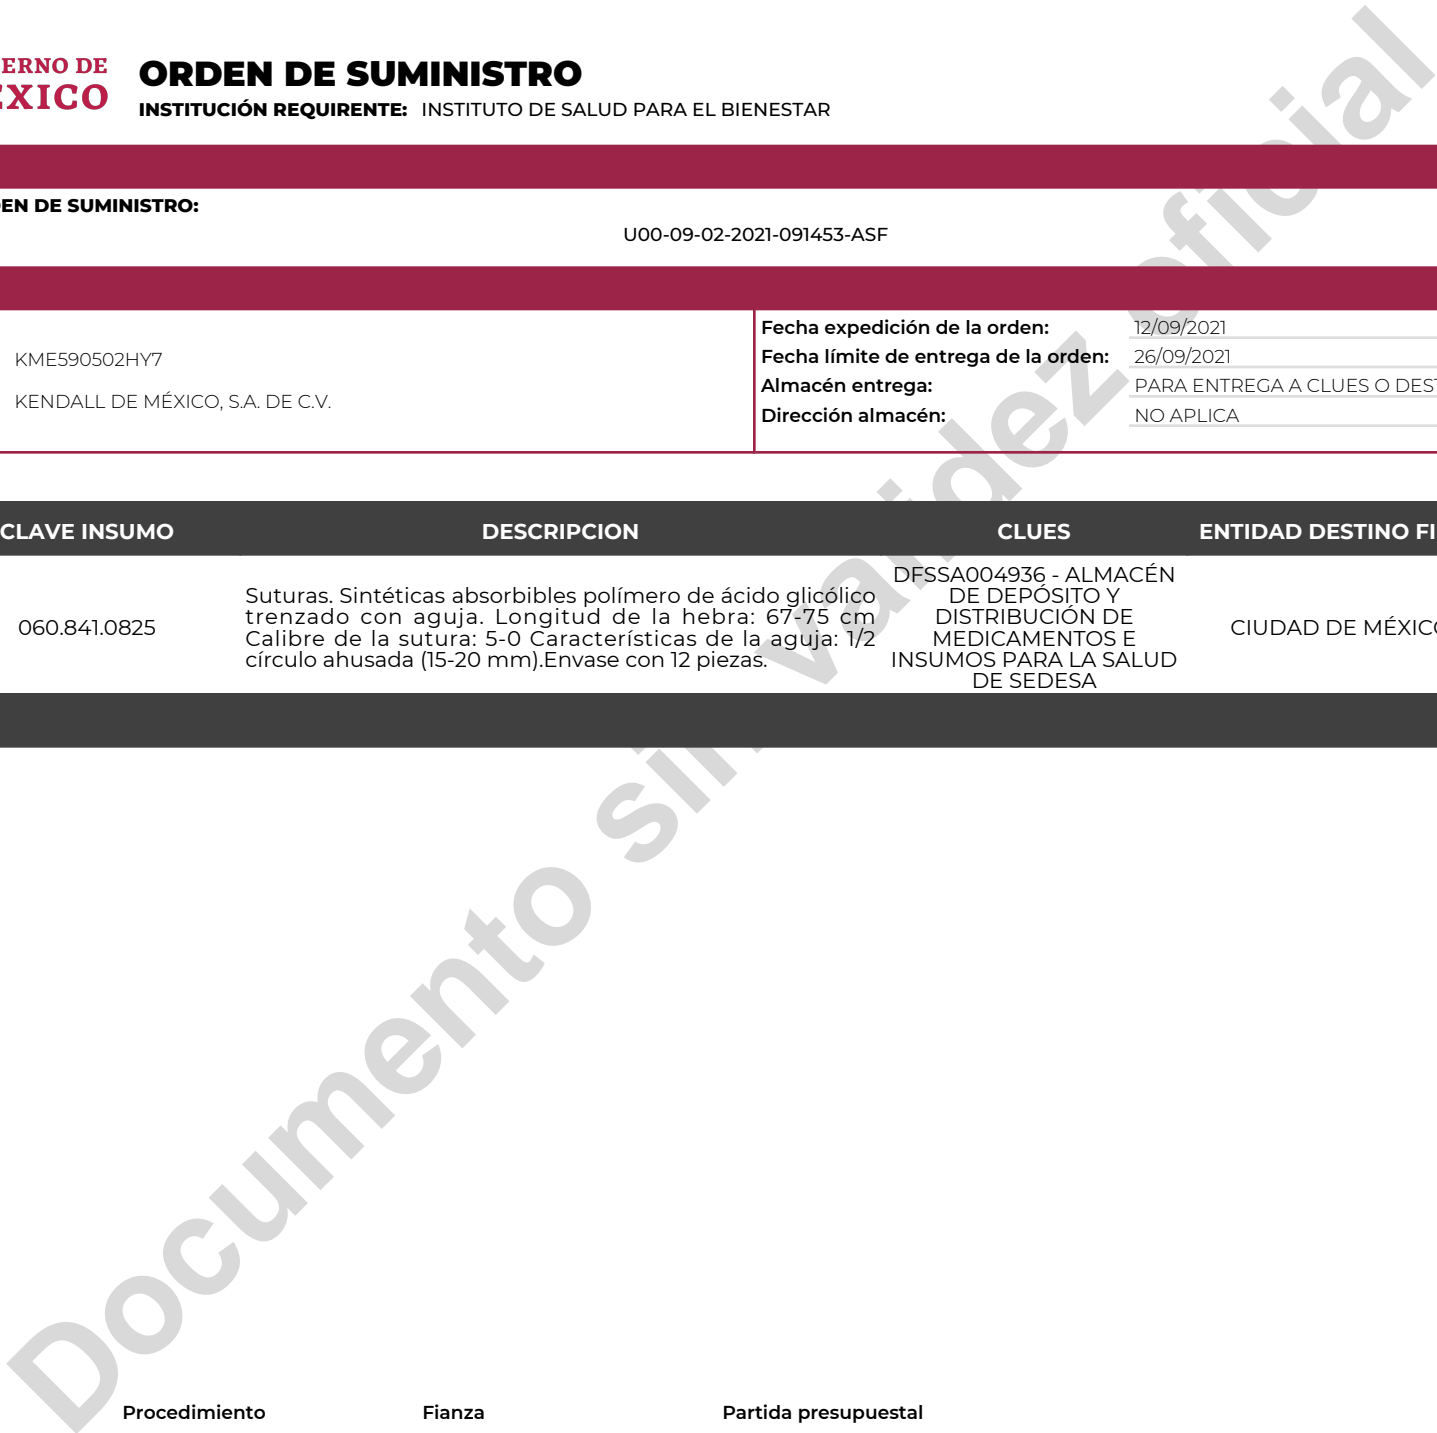 ERNO DE
ÉXICO
ORDEN DE SUMINISTRO
INSTITUCIÓN REQUIRENTE: INSTITUTO DE SALUD PARA EL BIENESTAR
EN DE SUMINISTRO:
U00-09-02-2021-091453-ASF
KME590502HY7
KENDALL DE MÉXICO, S.A. DE C.V.
Fecha expedición de la orden: 12/09/2021
Fecha límite de entrega de la orden: 26/09/2021
Almacén entrega: PARA ENTREGA A CLUES O DEST
Dirección almacén: NO APLICA
CLAVE INSUMO DESCRIPCION CLUES ENTIDAD DESTINO FI
060.841.0825
Suturas. Sintéticas absorbibles polímero de ácido glicólico
trenzado con aguja. Longitud de la hebra: 67-75 cm
Calibre de la sutura: 5-0 Características de la aguja: 1/2
círculo ahusada (15-20 mm).Envase con 12 piezas.
DFSSA004936 - ALMACÉN
DE DEPÓSITO Y
DISTRIBUCIÓN DE
MEDICAMENTOS E
INSUMOS PARA LA SALUD
DE SEDESA
CIUDAD DE MÉXICO
Documento sin validez oficial
Procedimiento Fianza Partida presupuestal